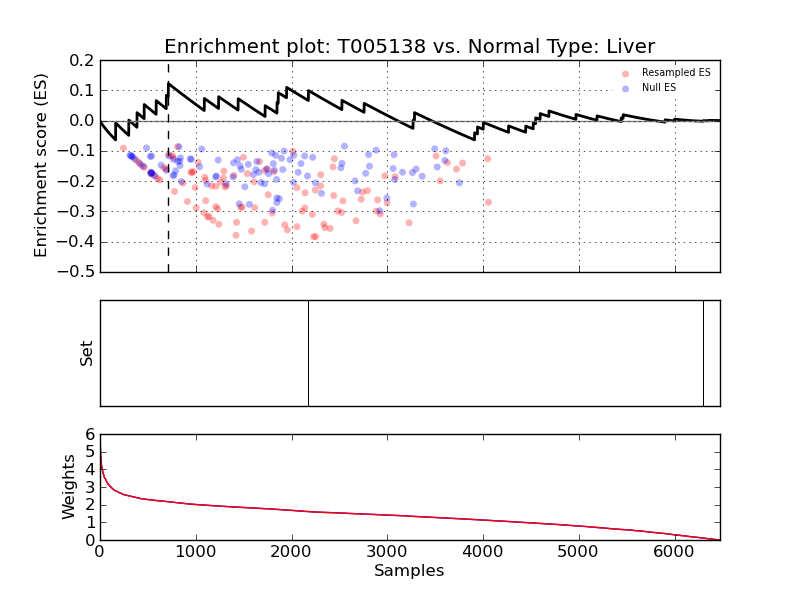 Enrichment plot: T005138 vs. Normal Type: Liver
Enrichment score (ES)
0.2
0.1
0.0
−0.1
−0.2
−0.3
−0.4
−0.5
Resampled ES
Null ES
Set
Weights
6
5
4
3
2
1
0
0 1000 2000 3000 4000 5000 6000
Samples